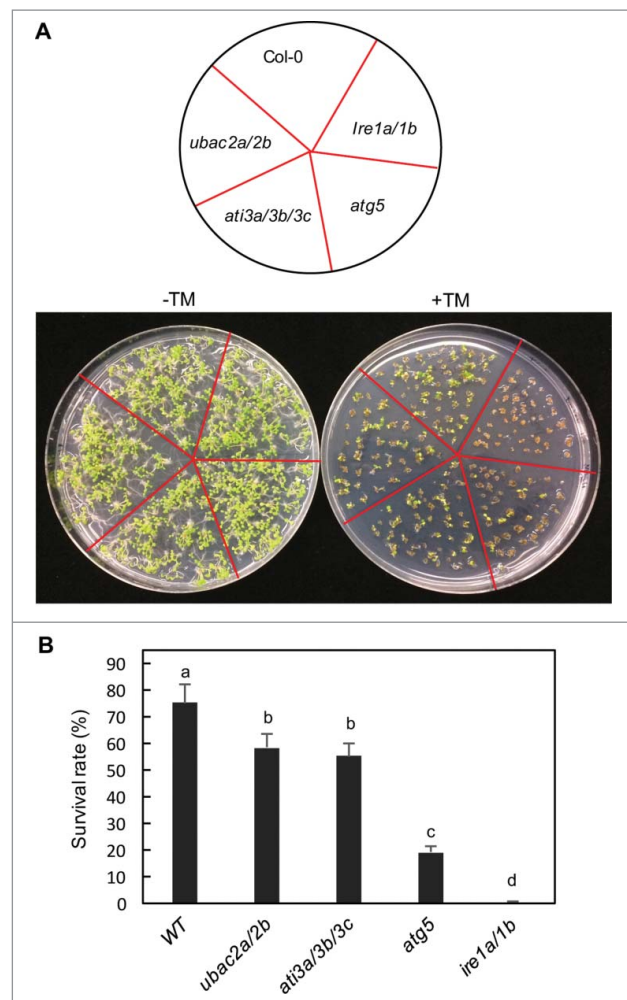 A
Col-0
ubac2a/2b
Ire1a/1b
ati3a/3b/3c
atg5
-TM
+TM
B
Survival rate (%)
90
80
70
60
50
40
30
20
10
0
a
b
b
c
d
WT
ubac2a/2b
ati3a/3b/3c
atg5
ire1a/1b